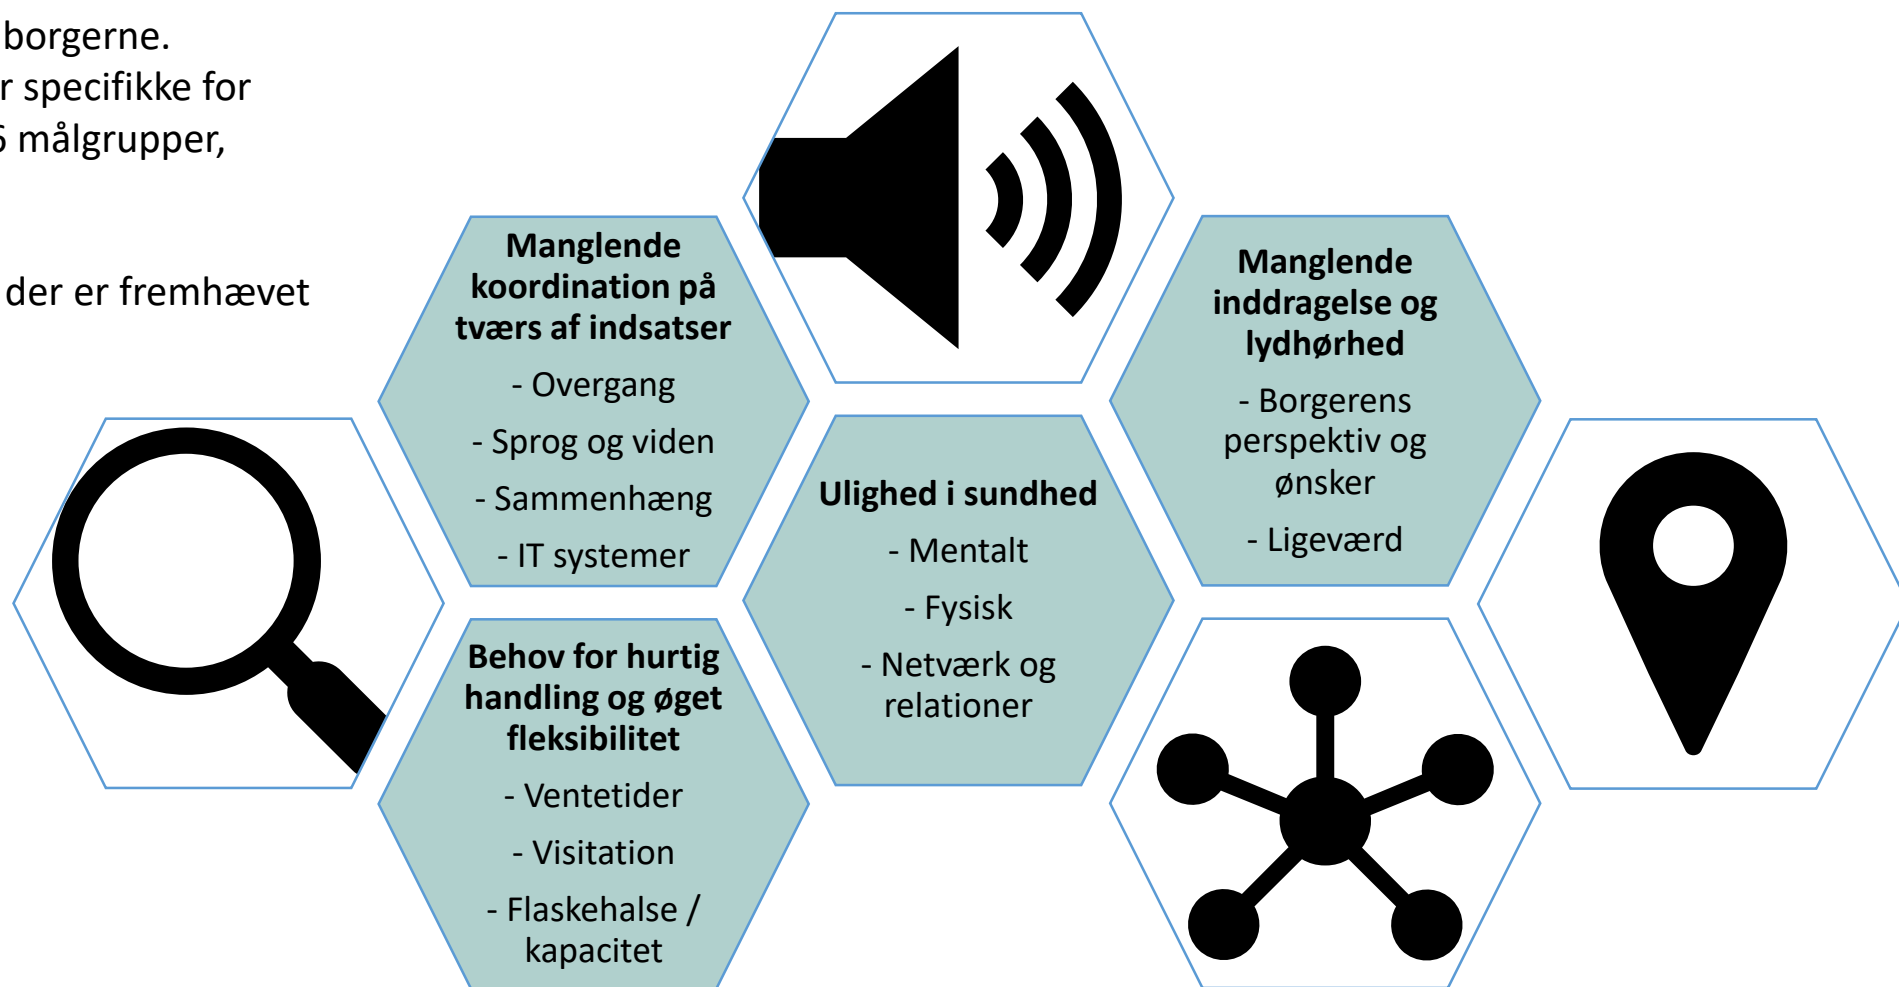 borgerne.
r specifikke for
6 målgrupper,
der er fremhævet
Manglende
koordination på
tværs af indsatser
- Overgang
- Sprog og viden
- Sammenhæng
- IT systemer
Behov for hurtig
handling og øget
fleksibilitet
- Ventetider
- Visitation
- Flaskehalse /
kapacitet
Ulighed i sundhed
- Mentalt
- Fysisk
- Netværk og
relationer
Manglende
inddragelse og
lydhørhed
- Borgerens
perspektiv og
ønsker
- Ligeværd